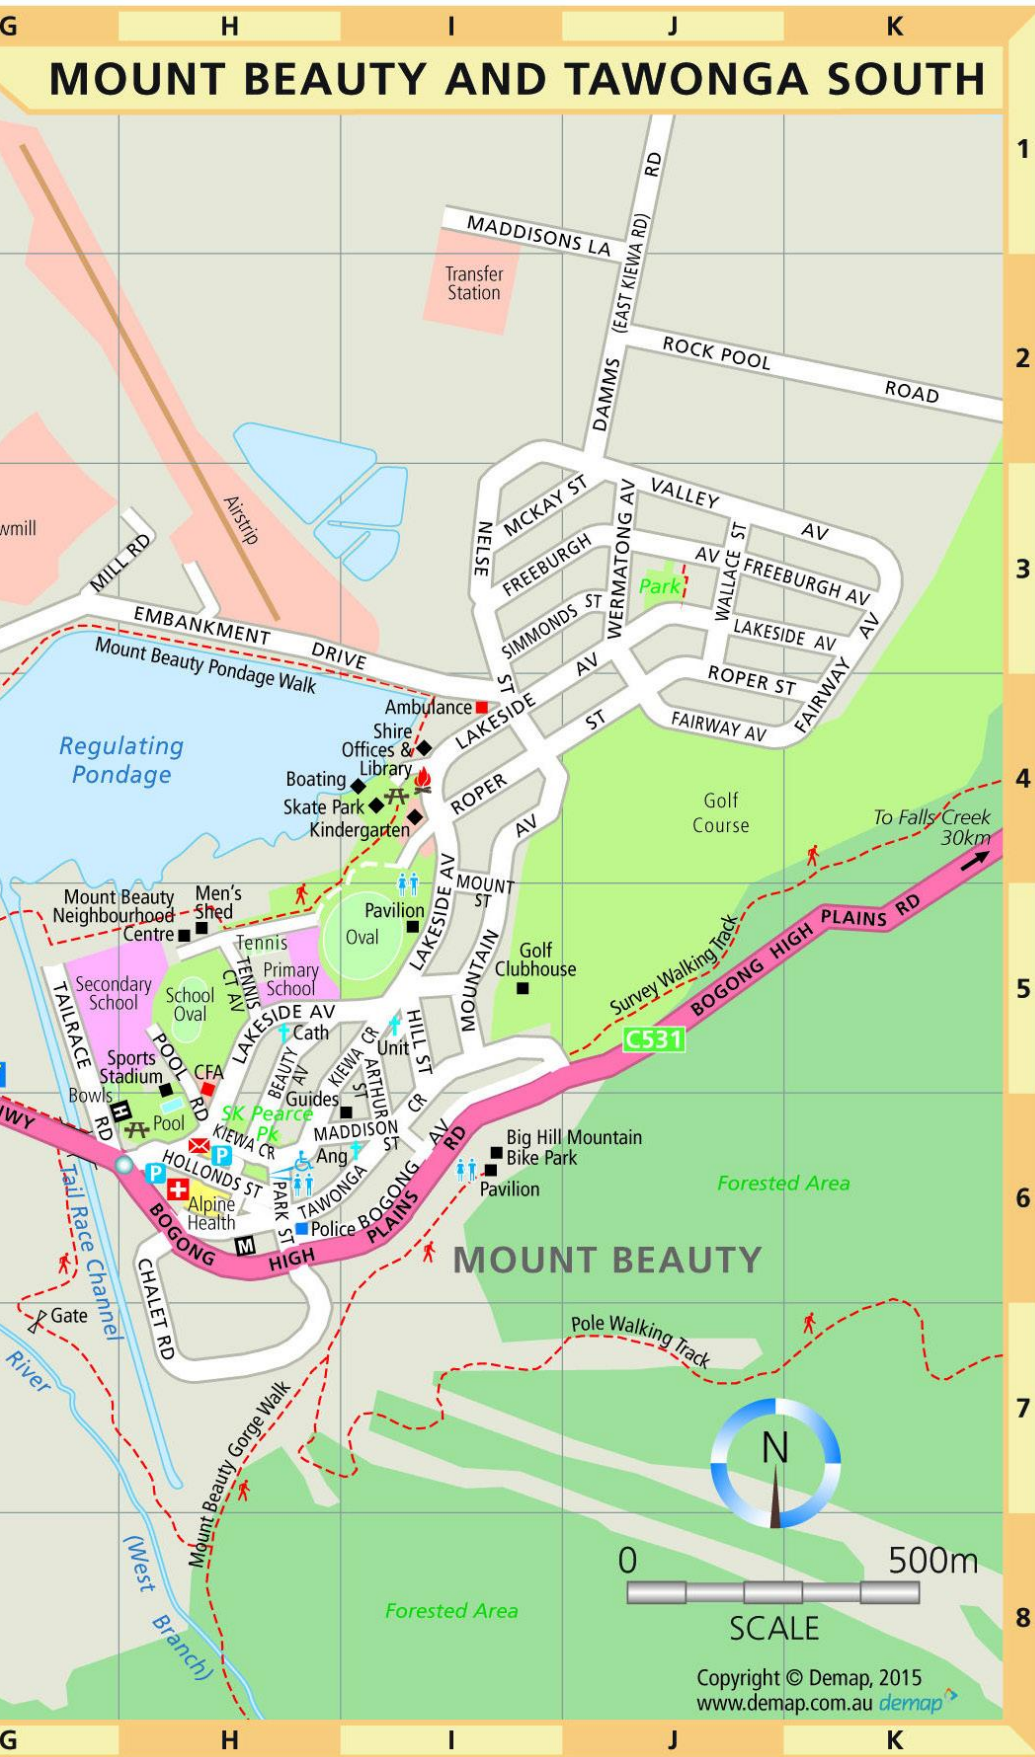 G H I J K
MOUNT BEAUTY AND TAWONGA SOUTH
1
RD
MADDISONS LA
(EAST KIEWA RD)
Transfer
Station
2
ROCK POOL
ROAD
DAMMS
VALLEY
AV
MCKAY ST
NELSE
ST
Airstrip
wmill
MILL RD
FREEBURGH
AV
FREEBURGH AV
WERMATONG AV
WALLACE ST
3
Park
SIMMONDS ST
LAKESIDE AV
EMBANKMENT
DRIVE
Mount Beauty Pondage Walk
ROPER ST
FAIRWAY AV
FAIRWAY AV
Ambulance
LAKESIDE
AV
Shire
Offices &
Library
Regulating
Pondage
Boating
Skate Park
Kindergarten
ROPER
ST
4
Golf
Course
To Falls Creek
30km
AV
MOUNT
ST
LAKESIDE AV
MOUNTAIN
Men's
Shed
Mount Beauty
Neighbourhood
Centre
Pavilion
Oval
Tennis
PLAINS RD
BOGONG HIGH
Golf
Clubhouse
Survey Walking Track
5
Secondary
School
School
Oval
TENNIS
CT AV
Primary
School
TAILRACE
RD
LAKESIDE AV
Cath
Unit
HILL ST
C531
POOL
RD
Sports
Stadium
CFA
BEAUTY
AV
KIEWA CR
ARTHUR
ST
Bowls
H
Pool
Guides
SK Pearce
Pk
CR
HWY
KIEWA CR
MADDISON
ST
AV
RD
Big Hill Mountain
Bike Park
Pavilion
P
P
HOLLONDS ST
Ang
TAWONGA
BOGONG
Forested Area
6
Alpine
Health
PARK ST
Police
PLAINS
M
BOGONG
HIGH
MOUNT BEAUTY
Tail Race Channel
CHALET RD
Gate
River
Pole Walking Track
7
Mount Beauty Gorge Walk
N
(West
Branch)
0 500m
SCALE
Forested Area
8
Copyright © Demap, 2015
www.demap.com.au demap
G H I J K